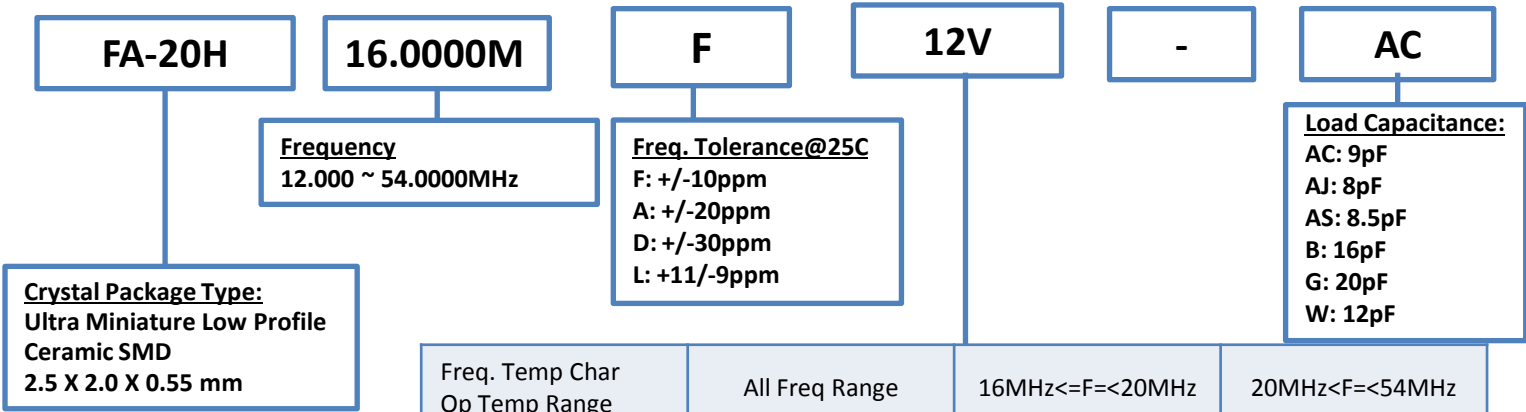 FA-20H
16.0000M
F
12V
-
AC
Frequency
12.000 ~ 54.0000MHz
Freq. Tolerance@25C
F: +/-10ppm
A: +/-20ppm
D: +/-30ppm
L: +11/-9ppm
Load Capacitance:
AC: 9pF
AJ: 8pF
AS: 8.5pF
B: 16pF
G: 20pF
W: 12pF
Crystal Package Type:
Ultra Miniature Low Profile
Ceramic SMD
2.5 X 2.0 X 0.55 mm
Freq. Temp Char
Op Temp Range
All Freq Range
16MHz<=F=<20MHz
20MHz<F=<54MHz